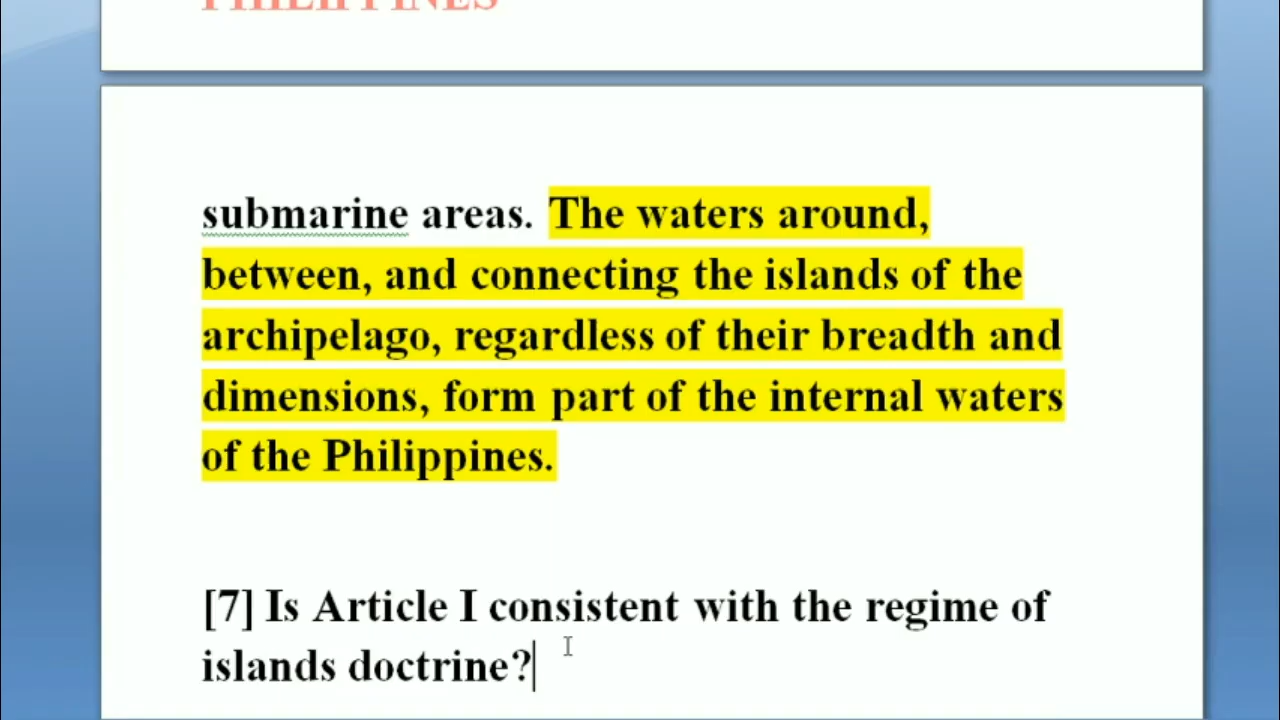 PHILIPPINES
submarine areas. The waters around,
between, and connecting the islands of the
archipelago, regardless of their breadth and
dimensions, form part of the internal waters
of the Philippines.
[7] Is Article I consistent with the regime of
islands doctrine?